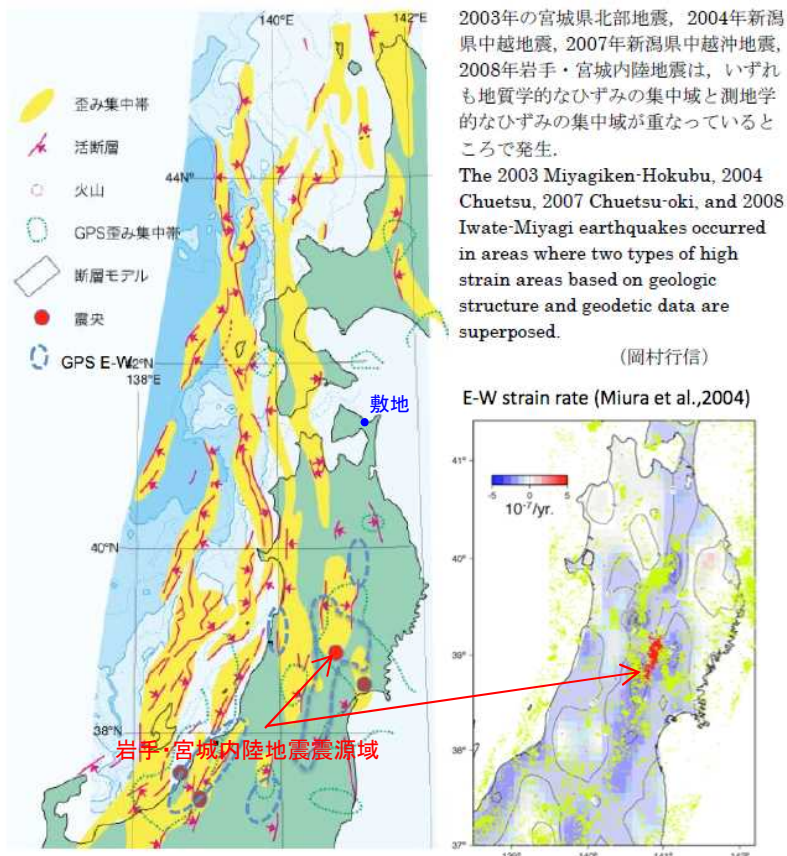 140°E
142°E
歪み集中帯
活断層
44°N
火山
GPS歪み集中帯
断層モデル
震央
GPS E-W
42°N
138°E
敷地
40°N
38°N
岩手・宮城内陸地震震源域
140°E
142°E
2003年の宮城県北部地震，2004年新潟
県中越地震，2007年新潟県中越沖地震，
2008年岩手・宮城内陸地震は，いずれ
も地質学的なひずみの集中域と測地学
的なひずみの集中域が重なっていると
ころで発生．
The 2003 Miyagiken-Hokubu, 2004
Chuetsu, 2007 Chuetsu-oki, and 2008
Iwate-Miyagi earthquakes occurred
in areas where two types of high
strain areas based on geologic
structure and geodetic data are
superposed.
（岡村行信）
E-W strain rate (Miura et al.,2004)
41°
-5 0 5
10⁻⁷/yr.
40°
39°
38°
37°